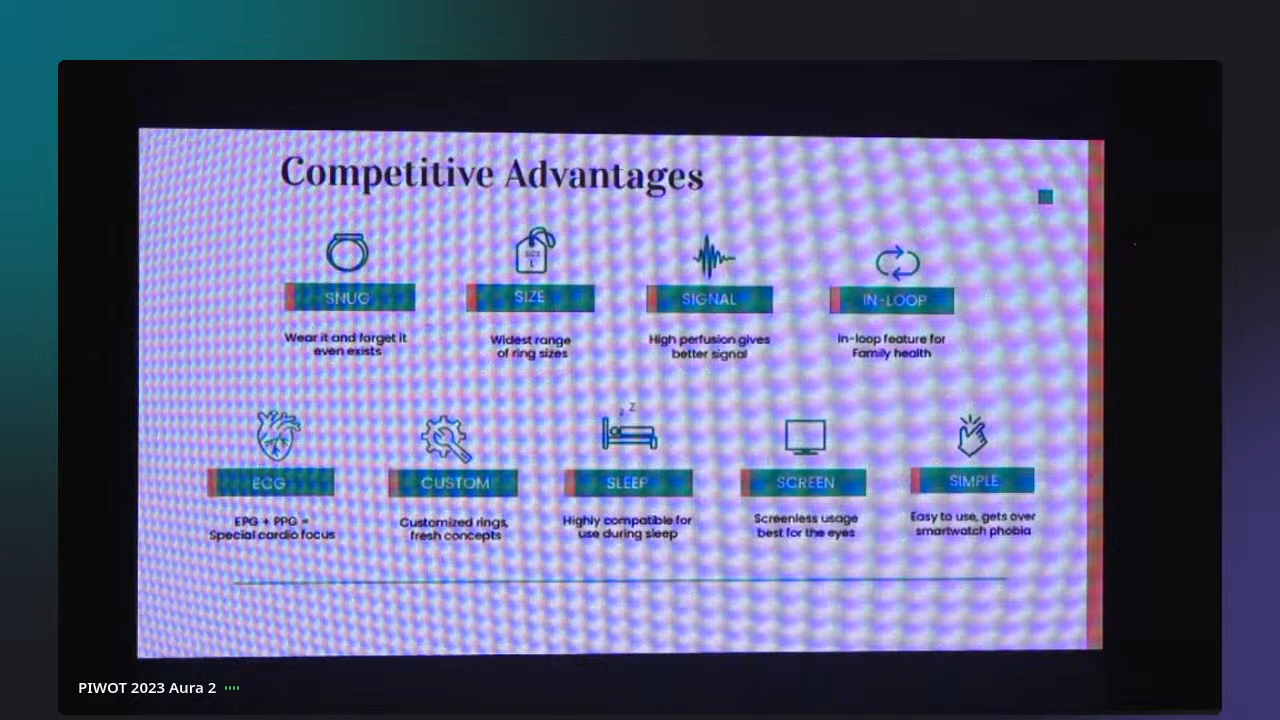 Competitive Advantages
SIZE
L
SNUG
SIZE
SIGNAL
IN-LOOP
Wear it and forget it
even exists
Widest range
of ring sizes
High perfusion gives
better signal
In-loop feature for
Family health
z Z
ECG
CUSTOM
SLEEP
SCREEN
SIMPLE
EPG + PPG =
Special cardio focus
Customized rings,
fresh concepts
Highly compatible for
use during sleep
Screenless usage
best for the eyes
Easy to use, gets over
smartwatch phobia
PIWOT 2023 Aura 2